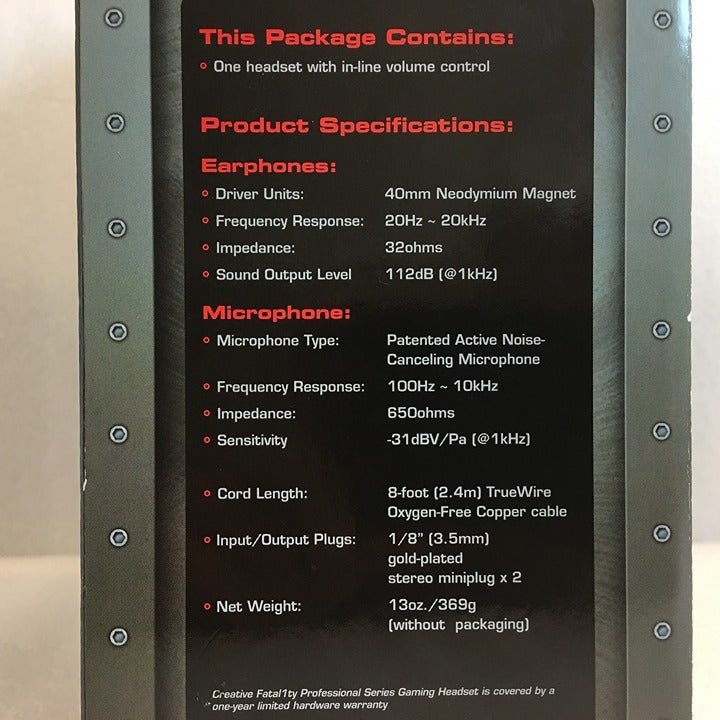 This Package Contains:
One headset with in-line volume control
Product Specifications:
Earphones:
Driver Units: 40mm Neodymium Magnet
Frequency Response: 20Hz ~ 20kHz
Impedance: 32ohms
Sound Output Level 112dB (@1kHz)
Microphone:
Microphone Type: Patented Active Noise-
Canceling Microphone
Frequency Response: 100Hz ~ 10kHz
Impedance: 650ohms
Sensitivity -31dBV/Pa (@1kHz)
Cord Length: 8-foot (2.4m) TrueWire
Oxygen-Free Copper cable
Input/Output Plugs: 1/8" (3.5mm)
gold-plated
stereo miniplug x 2
Net Weight: 13oz./369g
(without packaging)
Creative Fatal1ty Professional Series Gaming Headset is covered by a
one-year limited hardware warranty